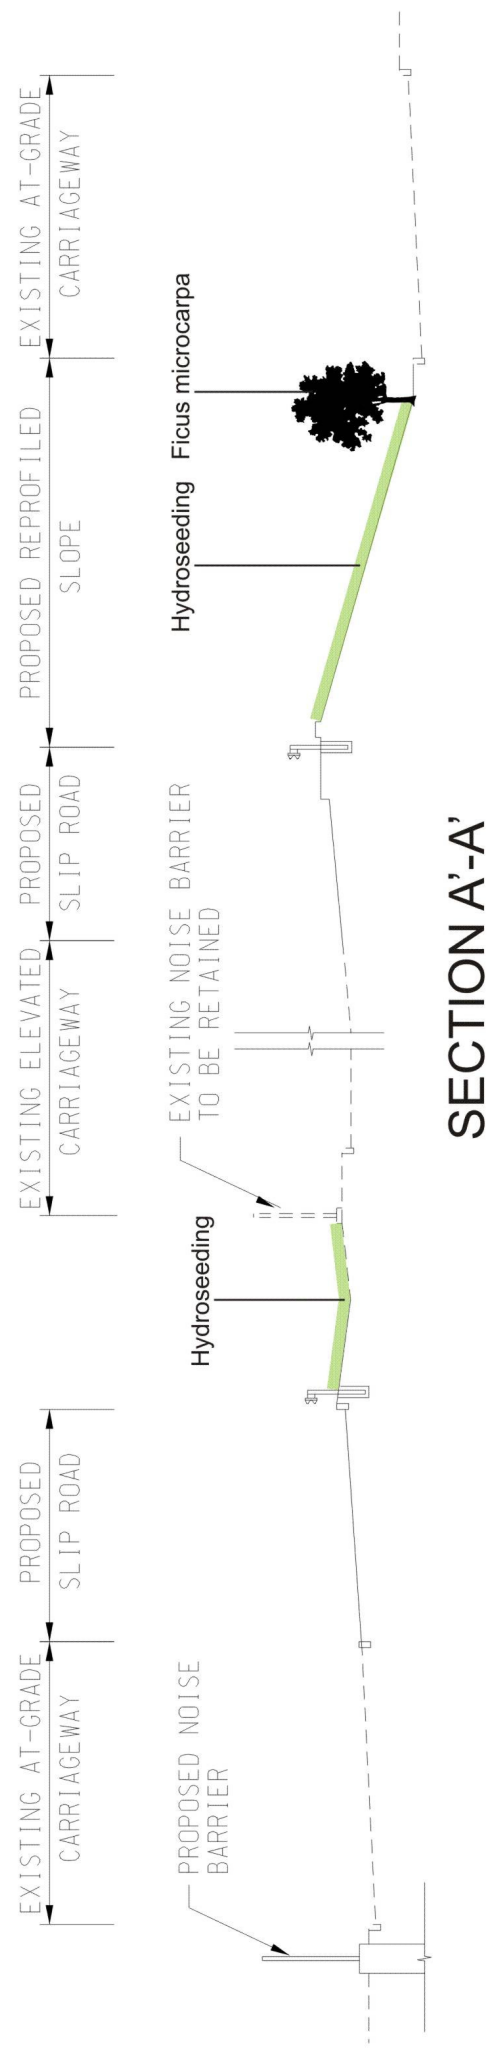 EXISTING AT-GRADE
CARRIAGEWAY
PROPOSED
SLIP ROAD
EXISTING ELEVATED
CARRIAGEWAY
PROPOSED
SLIP ROAD
PROPOSED REPROFILED
SLOPE
EXISTING AT-GRADE
CARRIAGEWAY
PROPOSED NOISE
BARRIER
Hydroseeding
EXISTING NOISE BARRIER
TO BE RETAINED
Hydroseeding
Ficus microcarpa
SECTION A'-A'